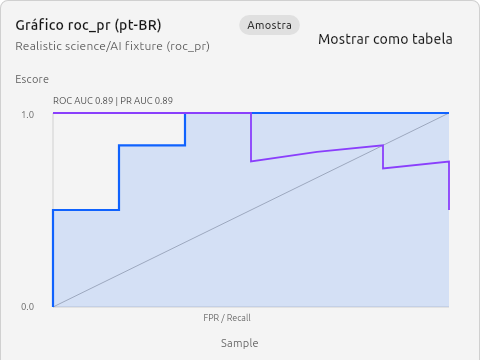 Gráfico roc_pr (pt-BR)
Amostra
Mostrar como tabela
Realistic science/AI fixture (roc_pr)
Escore
ROC AUC 0.89 | PR AUC 0.89
1.0
0.0
FPR / Recall
Sample